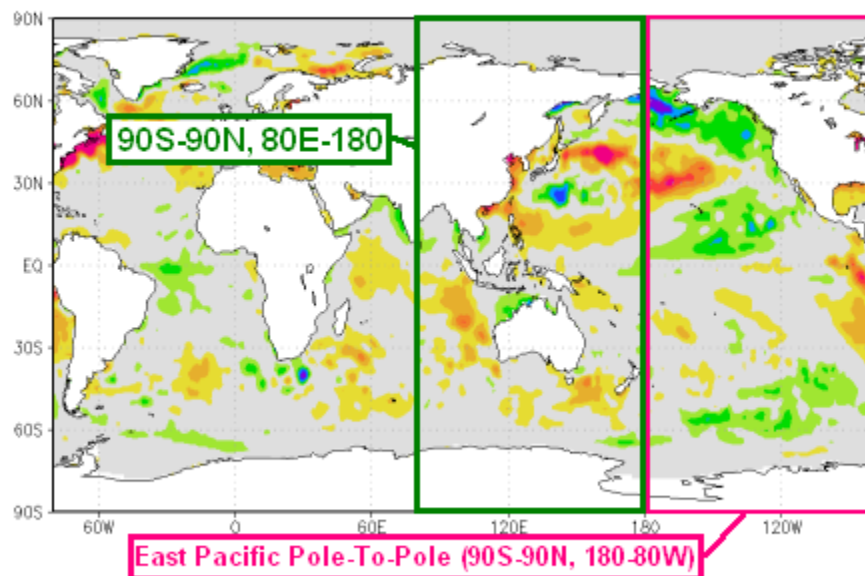 90N
60N
90S-90N, 80E-180
30N
EQ
30S
60S
90S
60W
0
60E
120E
180
120W
East Pacific Pole-To-Pole (90S-90N, 180-80W)